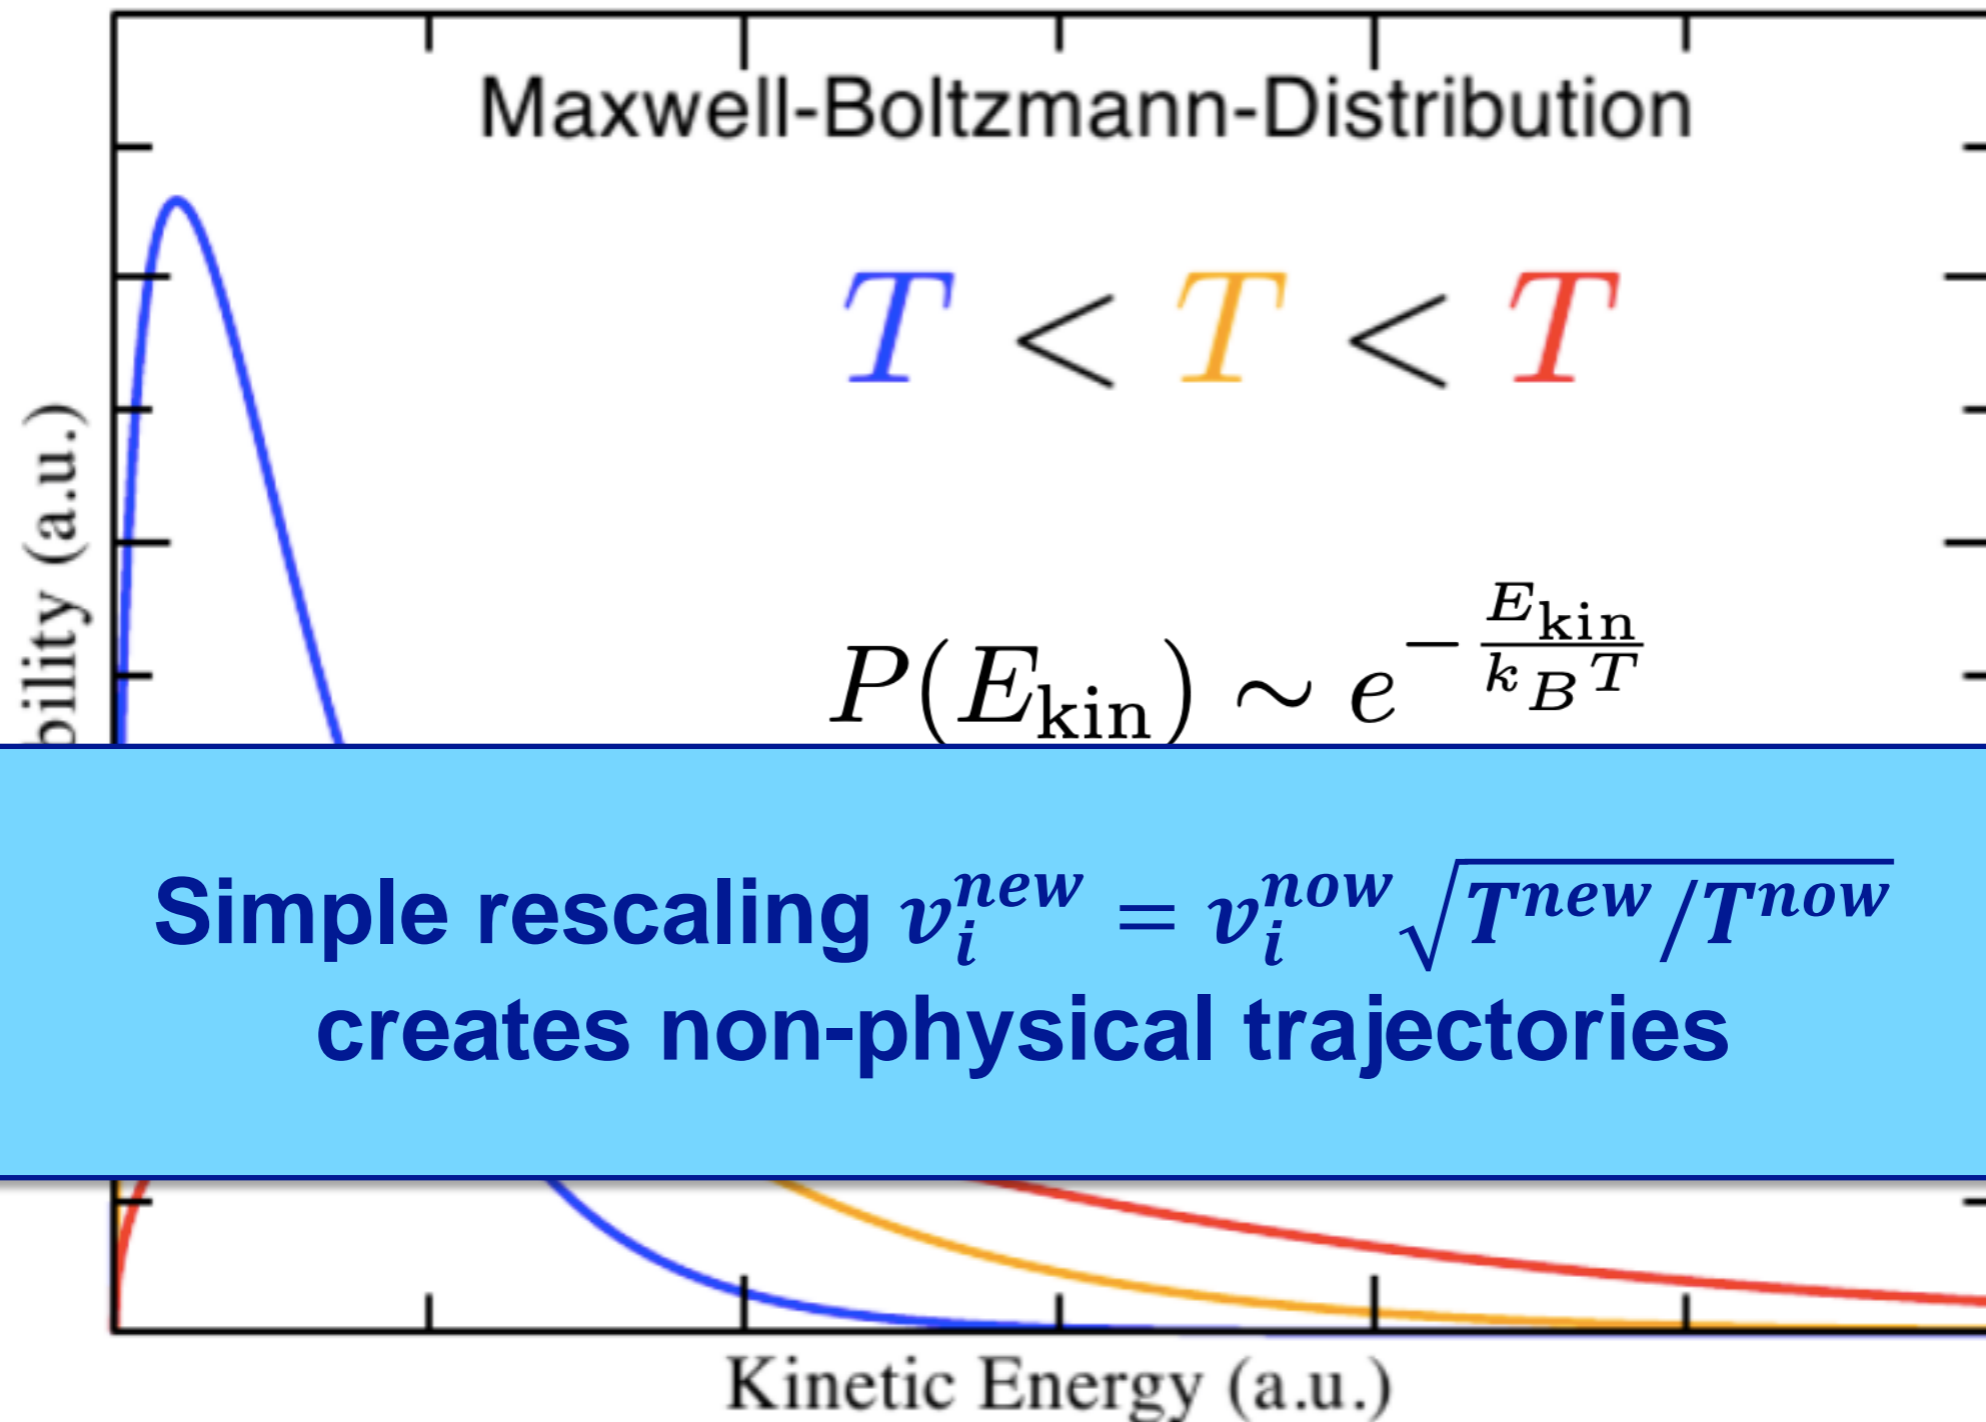 Maxwell-Boltzmann-Distribution
T < T < T
(a.u.)
P(E_kin) ~ e^{-\frac{E_kin}{k_B T}}
Simple rescaling v_i^{new} = v_i^{now} √(T^{new}/T^{now})
creates non-physical trajectories
Kinetic Energy (a.u.)